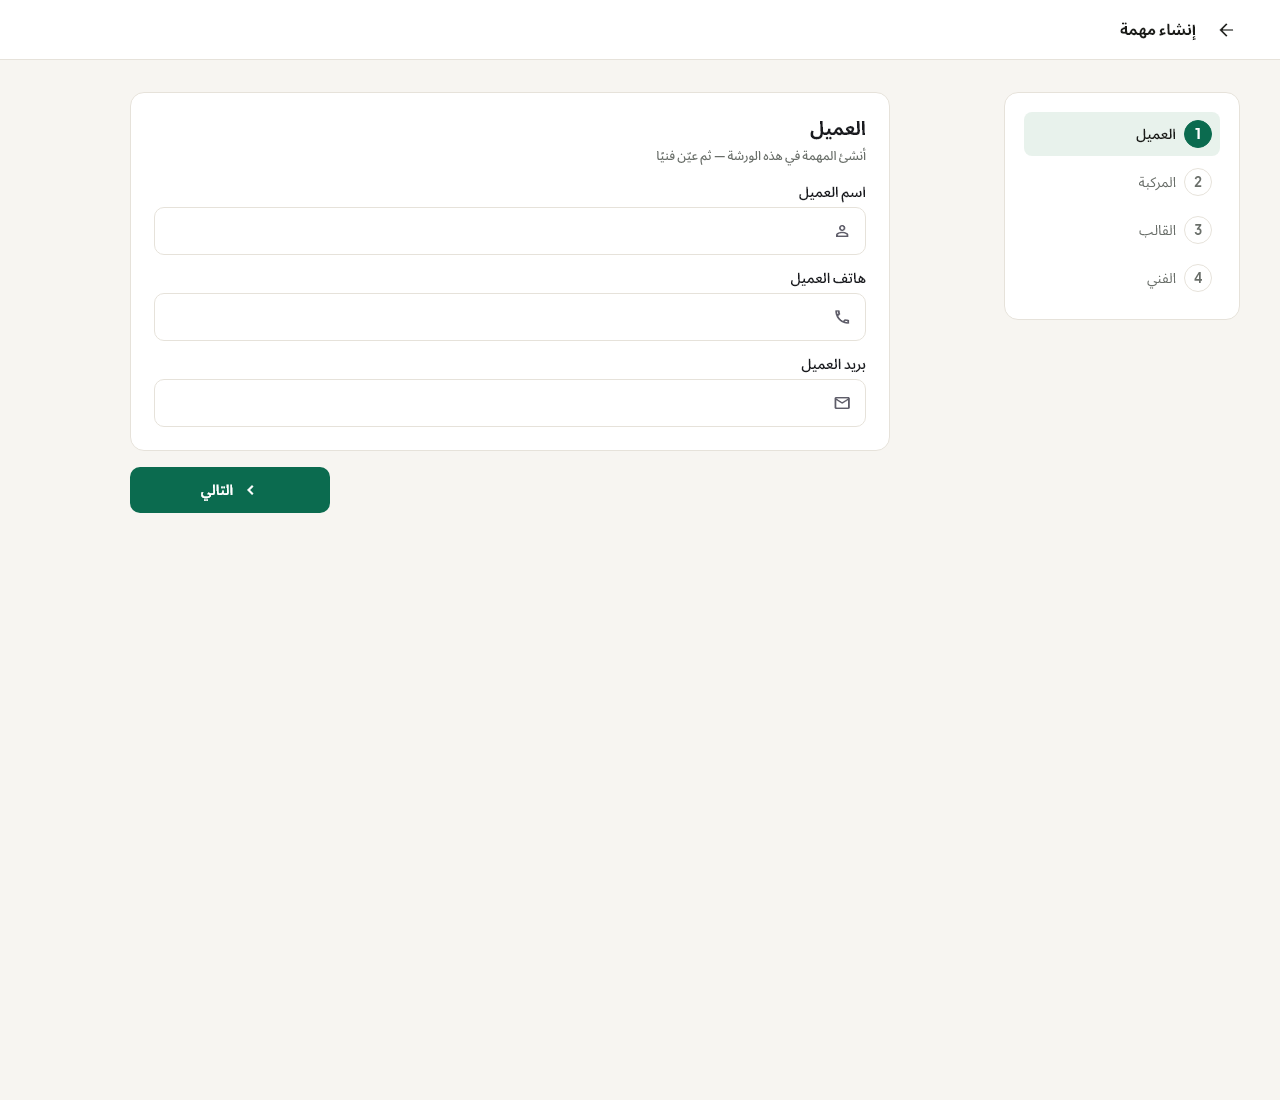 إنشاء مهمة
1 العميل
2 المركبة
3 القالب
4 الفني
العميل
أنشئ المهمة في هذه الورشة — ثم عيّن فنيًا
اسم العميل
هاتف العميل
بريد العميل
التالي